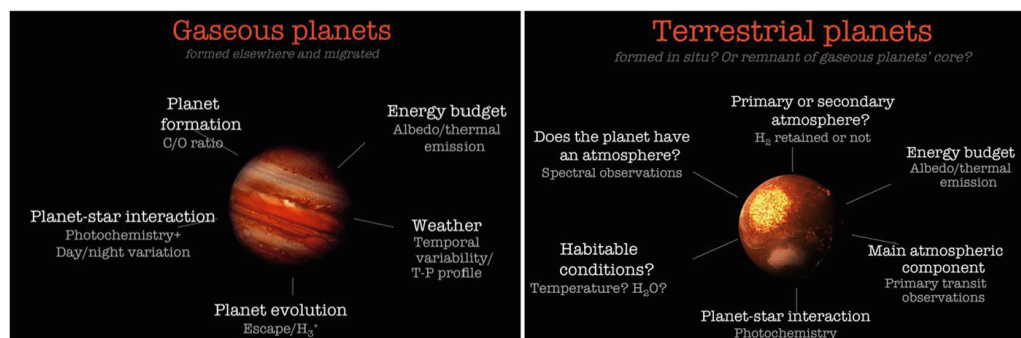 Gaseous planets
formed elsewhere and migrated
Planet
formation
C/O ratio
Energy budget
Albedo/thermal
emission
Planet-star interaction
Photochemistry+
Day/night variation
Weather
Temporal
variability/
T-P profile
Planet evolution
Escape/H₃⁺
Terrestrial planets
formed in situ? Or remnant of gaseous planets' core?
Primary or secondary
atmosphere?
H₂ retained or not
Does the planet have
an atmosphere?
Spectral observations
Energy budget
Albedo/thermal
emission
Habitable
conditions?
Temperature? H₂O?
Main atmospheric
component
Primary transit
observations
Planet-star interaction
Photochemistry